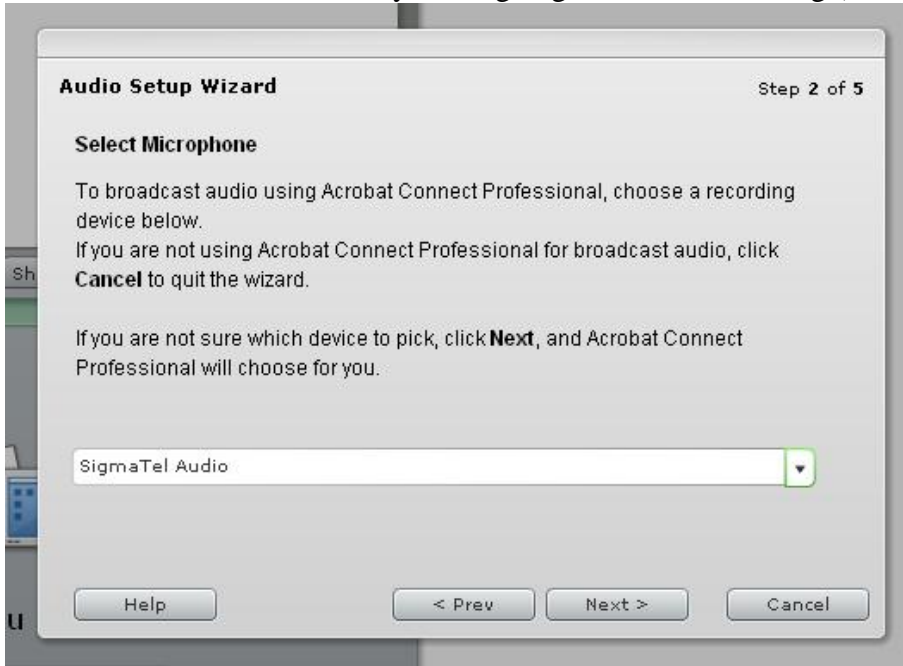 Audio Setup Wizard
Step 2 of 5
Select Microphone
To broadcast audio using Acrobat Connect Professional, choose a recording
device below.
If you are not using Acrobat Connect Professional for broadcast audio, click
Cancel to quit the wizard.
If you are not sure which device to pick, click Next, and Acrobat Connect
Professional will choose for you.
Sh
SigmaTel Audio
Help
< Prev
Next >
Cancel
u